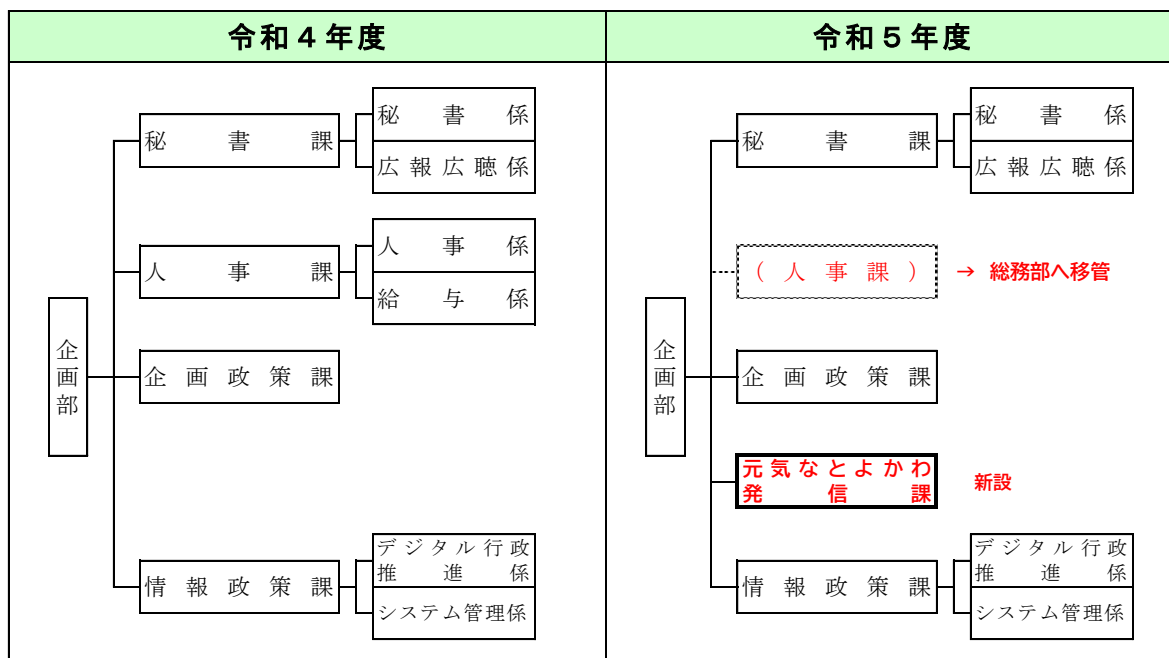 令和４年度
企画部
秘書課
秘書係
広報広聴係
人事課
人事係
給与係
企画政策課
情報政策課
デジタル行政
推進係
システム管理係
令和５年度
企画部
秘書課
秘書係
広報広聴係
（人事課） → 総務部へ移管
企画政策課
元気なとよかわ
発信課
新設
情報政策課
デジタル行政
推進係
システム管理係